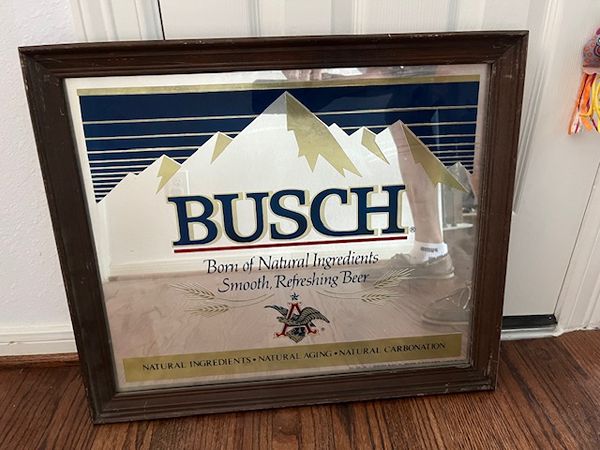 BUSCH®
Born of Natural Ingredients
Smooth, Refreshing Beer
NATURAL INGREDIENTS • NATURAL AGING • NATURAL CARBONATION